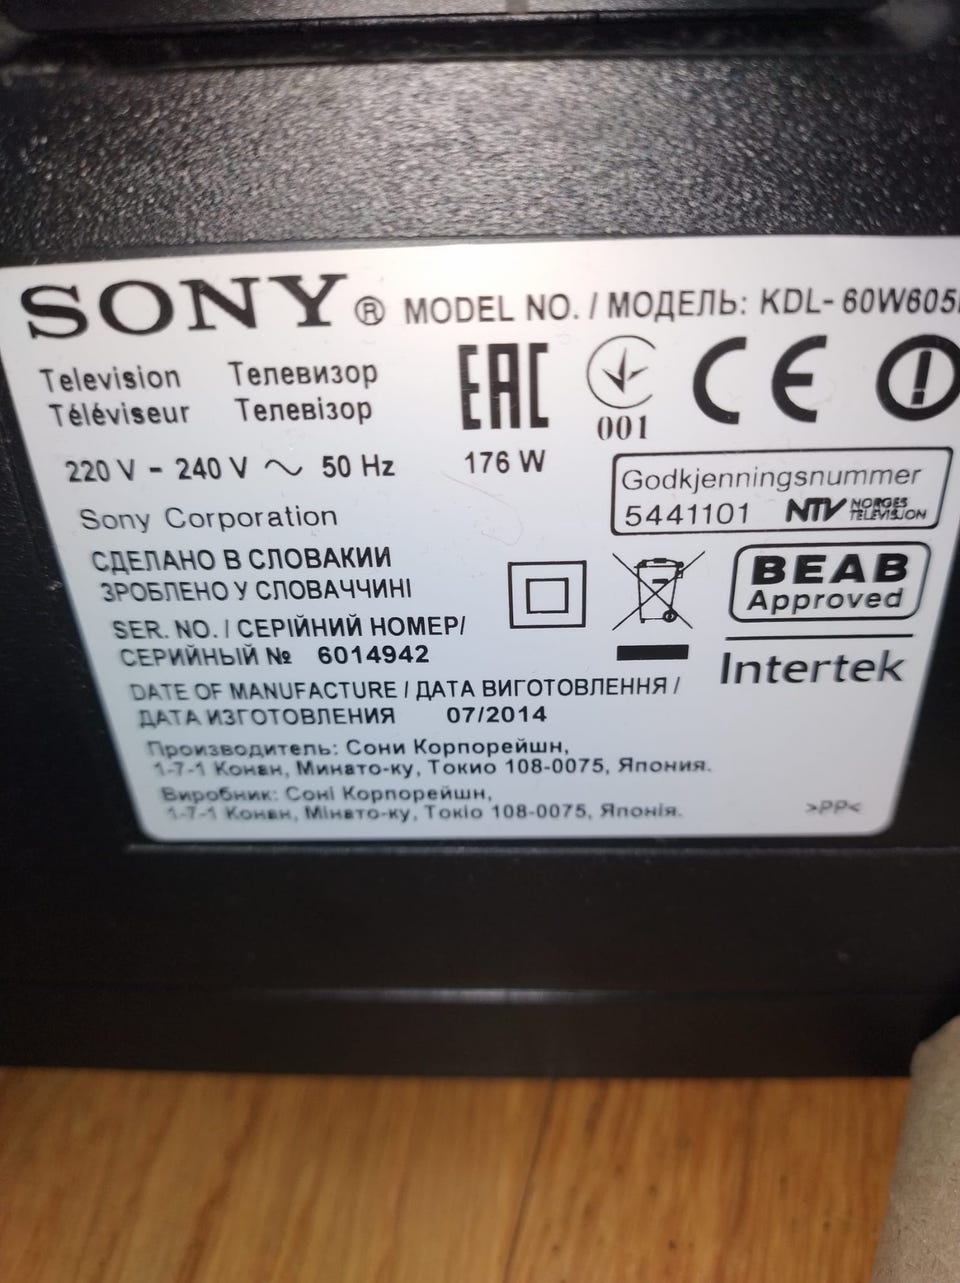 SONY® MODEL NO. / МОДЕЛЬ: KDL- 60W605
Television Телевизор
Téléviseur Телевізор
EAC
001
CE
220 V - 240 V ~ 50 Hz 176 W
Godkjenningsnummer
5441101 NTV NORGES TELEVISJON
Sony Corporation
СДЕЛАНО В СЛОВАКИИ
ЗРОБЛЕНО У СЛОВАЧЧИНІ
BEAB
Approved
Intertek
SER. NO. / СЕРІЙНИЙ НОМЕР/
СЕРИЙНЫЙ № 6014942
DATE OF MANUFACTURE / ДАТА ВИГОТОВЛЕННЯ /
ДАТА ИЗГОТОВЛЕНИЯ 07/2014
Производитель: Сони Корпорейшн,
1-7-1 Конан, Минато-ку, Токио 108-0075, Япония.
Виробник: Соні Корпорейшн,
1-7-1 Конан, Мінато-ку, Токіо 108-0075, Японія.
>PP<